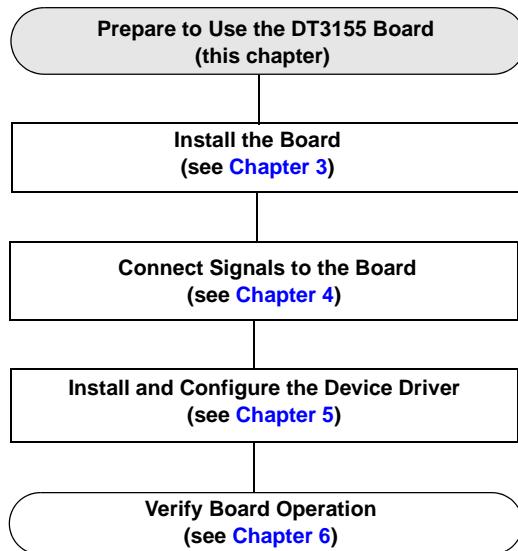 Prepare to Use the DT3155 Board
(this chapter)
Install the Board
(see Chapter 3)
Connect Signals to the Board
(see Chapter 4)
Install and Configure the Device Driver
(see Chapter 5)
Verify Board Operation
(see Chapter 6)